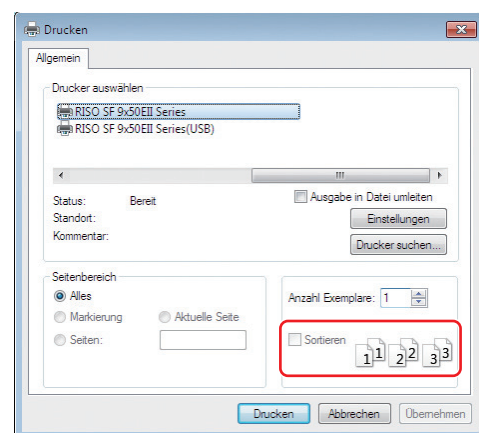 Drucken
Allgemein
Drucker auswählen
RISO SF 9x50EII Series
RISO SF 9x50EII Series(USB)
Status: Bereit
Ausgabe in Datei umleiten
Standort:
Einstellungen
Kommentar:
Drucker suchen...
Seitenbereich
Alles
Markierung
Aktuelle Seite
Seiten:
Anzahl Exemplare: 1
Sortieren
1 1 2 2 3 3
Drucken Abbrechen Übernehmen